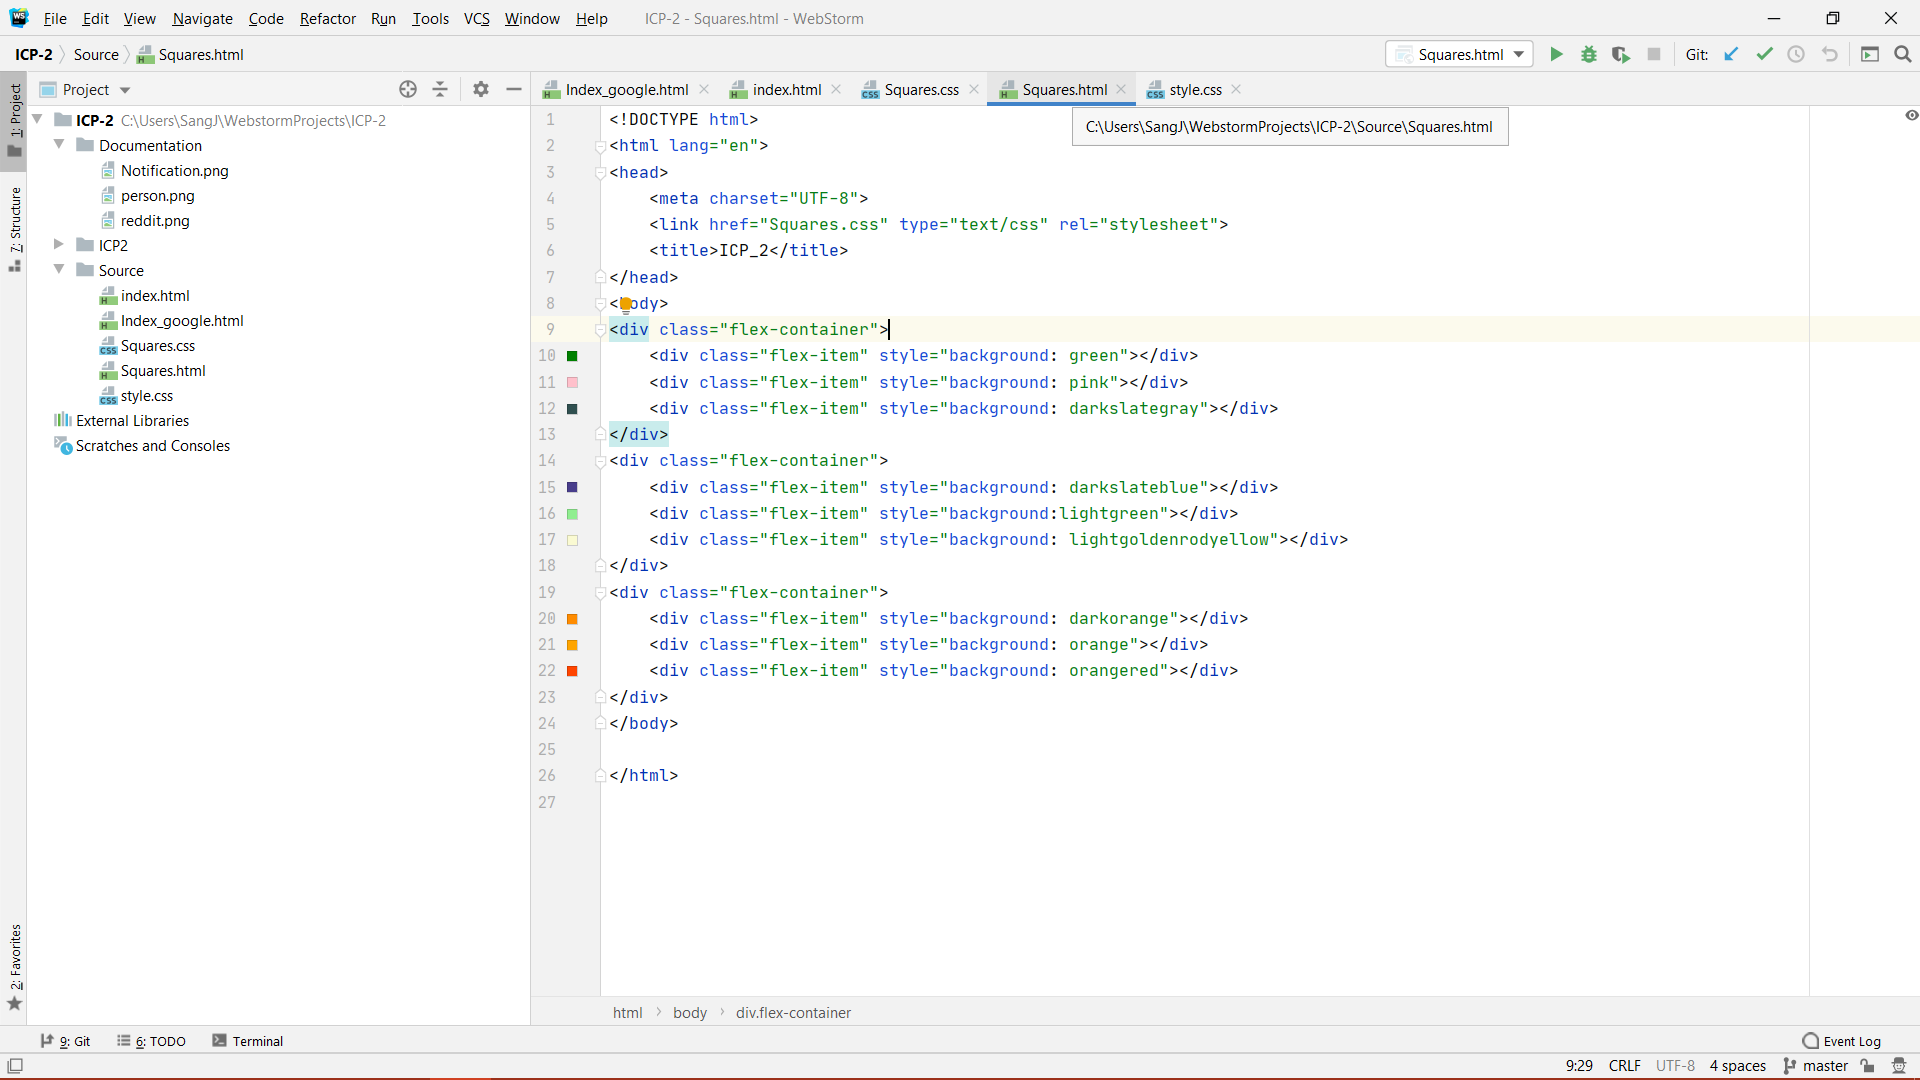 File Edit View Navigate Code Refactor Run Tools VCS Window Help ICP-2 - Squares.html - WebStorm
ICP-2 Source Squares.html Squares.html Git:
Project Index_google.html index.html Squares.css Squares.html style.css
C:\Users\SangJ\WebstormProjects\ICP-2\Source\Squares.html
1: Project
7: Structure
2: Favorites
ICP-2 C:\Users\SangJ\WebstormProjects\ICP-2
Documentation
Notification.png
person.png
reddit.png
ICP2
Source
index.html
Index_google.html
Squares.css
Squares.html
style.css
External Libraries
Scratches and Consoles
1 <!DOCTYPE html>
2 <html lang="en">
3 <head>
4 <meta charset="UTF-8">
5 <link href="Squares.css" type="text/css" rel="stylesheet">
6 <title>ICP_2</title>
7 </head>
8 <body>
9 <div class="flex-container">
10 <div class="flex-item" style="background: green"></div>
11 <div class="flex-item" style="background: pink"></div>
12 <div class="flex-item" style="background: darkslategray"></div>
13 </div>
14 <div class="flex-container">
15 <div class="flex-item" style="background: darkslateblue"></div>
16 <div class="flex-item" style="background:lightgreen"></div>
17 <div class="flex-item" style="background: lightgoldenrodyellow"></div>
18 </div>
19 <div class="flex-container">
20 <div class="flex-item" style="background: darkorange"></div>
21 <div class="flex-item" style="background: orange"></div>
22 <div class="flex-item" style="background: orangered"></div>
23 </div>
24 </body>
25
26 </html>
27
html body div.flex-container
9: Git 6: TODO Terminal Event Log
9:29 CRLF UTF-8 4 spaces master